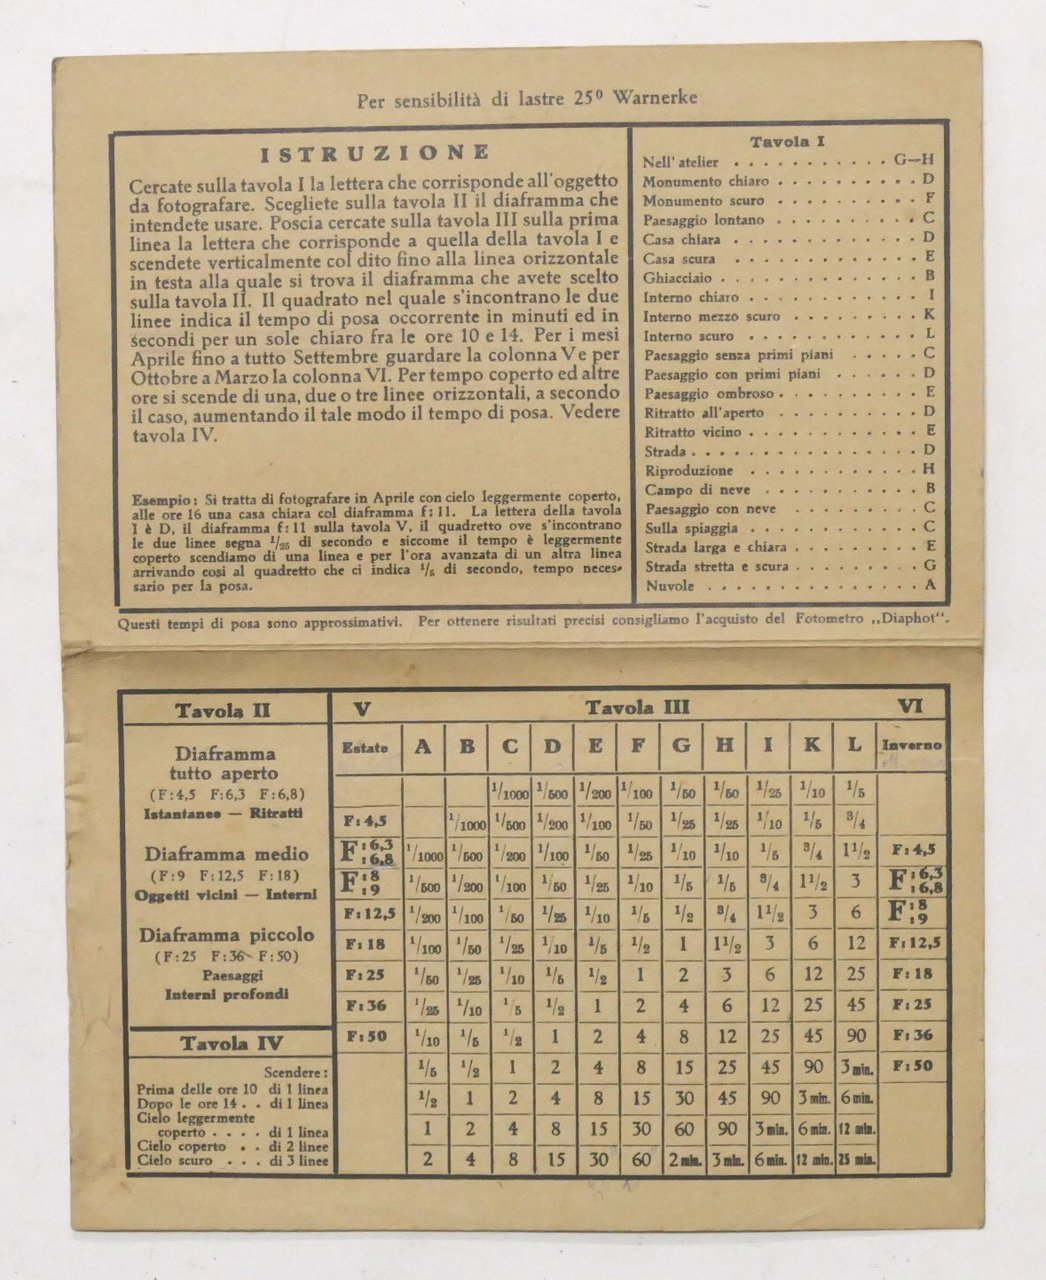 Per sensibilità di lastre 25º Warnerke
ISTRUZIONE
Cercate sulla tavola I la lettera che corrisponde all'oggetto
da fotografare. Scegliete sulla tavola II il diaframma che
intendete usare. Poscia cercate sulla tavola III sulla prima
linea la lettera che corrisponde a quella della tavola I e
scendete verticalmente col dito fino alla linea orizzontale
in testa alla quale si trova il diaframma che avete scelto
sulla tavola II. Il quadrato nel quale s'incontrano le due
linee indica il tempo di posa occorrente in minuti ed in
secondi per un sole chiaro fra le ore 10 e 14. Per i mesi
Aprile fino a tutto Settembre guardare la colonna V e per
Ottobre a Marzo la colonna VI. Per tempo coperto ed altre
ore si scende di una, due o tre linee orizzontali, a secondo
il caso, aumentando il tale modo il tempo di posa. Vedere
tavola IV.
Esempio: Si tratta di fotografare in Aprile con cielo leggermente coperto,
alle ore 16 una casa chiara col diaframma f:11. La lettera della tavola
I è D, il diaframma f:11 sulla tavola V, il quadretto ove s'incontrano
le due linee segna 1/25 di secondo e siccome il tempo è leggermente
coperto scendiamo di una linea e per l'ora avanzata di un altra linea
arrivando così al quadretto che ci indica 1/5 di secondo, tempo neces-
sario per la posa.
Tavola I
Nell' atelier . . . . . . . . . . . G—H
Monumento chiaro . . . . . . . . . . D
Monumento scuro . . . . . . . . . . F
Paesaggio lontano . . . . . . . . . . C
Casa chiara . . . . . . . . . . . . . D
Casa scura . . . . . . . . . . . . . E
Ghiacciaio . . . . . . . . . . . . . B
Interno chiaro . . . . . . . . . . . . I
Interno mezzo scuro . . . . . . . . . K
Interno scuro . . . . . . . . . . . . L
Paesaggio senza primi piani . . . . . C
Paesaggio con primi piani . . . . . . D
Paesaggio ombroso . . . . . . . . . . E
Ritratto all'aperto . . . . . . . . . . D
Ritratto vicino . . . . . . . . . . . . E
Strada . . . . . . . . . . . . . . . . D
Riproduzione . . . . . . . . . . . . H
Campo di neve . . . . . . . . . . . B
Paesaggio con neve . . . . . . . . . C
Sulla spiaggia . . . . . . . . . . . . C
Strada larga e chiara . . . . . . . . . E
Strada stretta e scura . . . . . . . . . G
Nuvole . . . . . . . . . . . . . . . A
Questi tempi di posa sono approssimativi. Per ottenere risultati precisi consigliamo l'acquisto del Fotometro „Diaphot“.
Tavola II
Diaframma
tutto aperto
(F:4,5 F:6,3 F:6,8)
Istantanee — Ritratti
Diaframma medio
(F:9 F:12,5 F:18)
Oggetti vicini — Interni
Diaframma piccolo
(F:25 F:36 F:50)
Paesaggi
Interni profondi
Tavola IV
Scendere:
Prima delle ore 10 di 1 linea
Dopo le ore 14 . . di 1 linea
Cielo leggermente
coperto . . . . di 1 linea
Cielo coperto . . di 2 linee
Cielo scuro . . . di 3 linee
V Tavola III VI
Estate A B C D E F G H I K L Inverno
1/1000 1/500 1/200 1/100 1/50 1/50 1/25 1/10 1/5
F:4,5 1/1000 1/500 1/200 1/100 1/50 1/25 1/25 1/10 1/5 3/4
F:6,3 :6,8 1/1000 1/500 1/200 1/100 1/50 1/25 1/10 1/10 1/5 3/4 1 1/2 F:4,5
F:8 :9 1/500 1/200 1/100 1/50 1/25 1/10 1/5 1/5 3/4 1 1/2 3 F:6,3 :6,8
F:12,5 1/200 1/100 1/50 1/25 1/10 1/5 1/2 3/4 1 1/2 3 6 F:8 :9
F:18 1/100 1/50 1/25 1/10 1/5 1/2 1 1 1/2 3 6 12 F:12,5
F:25 1/50 1/25 1/10 1/5 1/2 1 2 3 6 12 25 F:18
F:36 1/25 1/10 1/5 1/2 1 2 4 6 12 25 45 F:25
F:50 1/10 1/5 1/2 1 2 4 8 12 25 45 90 F:36
1/5 1/2 1 2 4 8 15 25 45 90 3 min. F:50
1/2 1 2 4 8 15 30 45 90 3 min. 6 min.
1 2 4 8 15 30 60 90 3 min. 6 min. 12 min.
2 4 8 15 30 60 2 min. 3 min. 6 min. 12 min. 25 min.